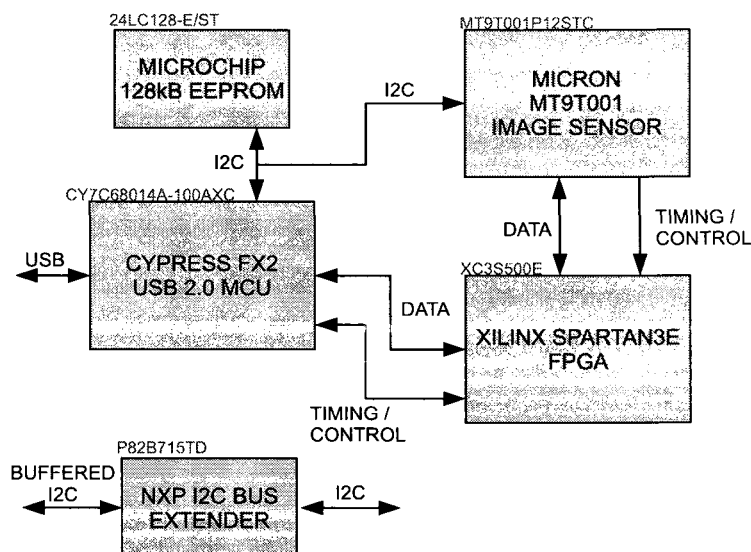 24LC128-E/ST
MICROCHIP
128kB EEPROM
MT9T001P12STC
MICRON
MT9T001
IMAGE SENSOR
I2C
I2C
CY7C68014A-100AXC
CYPRESS FX2
USB 2.0 MCU
USB
DATA
TIMING /
CONTROL
XC3S500E
XILINX SPARTAN3E
FPGA
DATA
TIMING /
CONTROL
P82B715TD
NXP I2C BUS
EXTENDER
BUFFERED
I2C
I2C